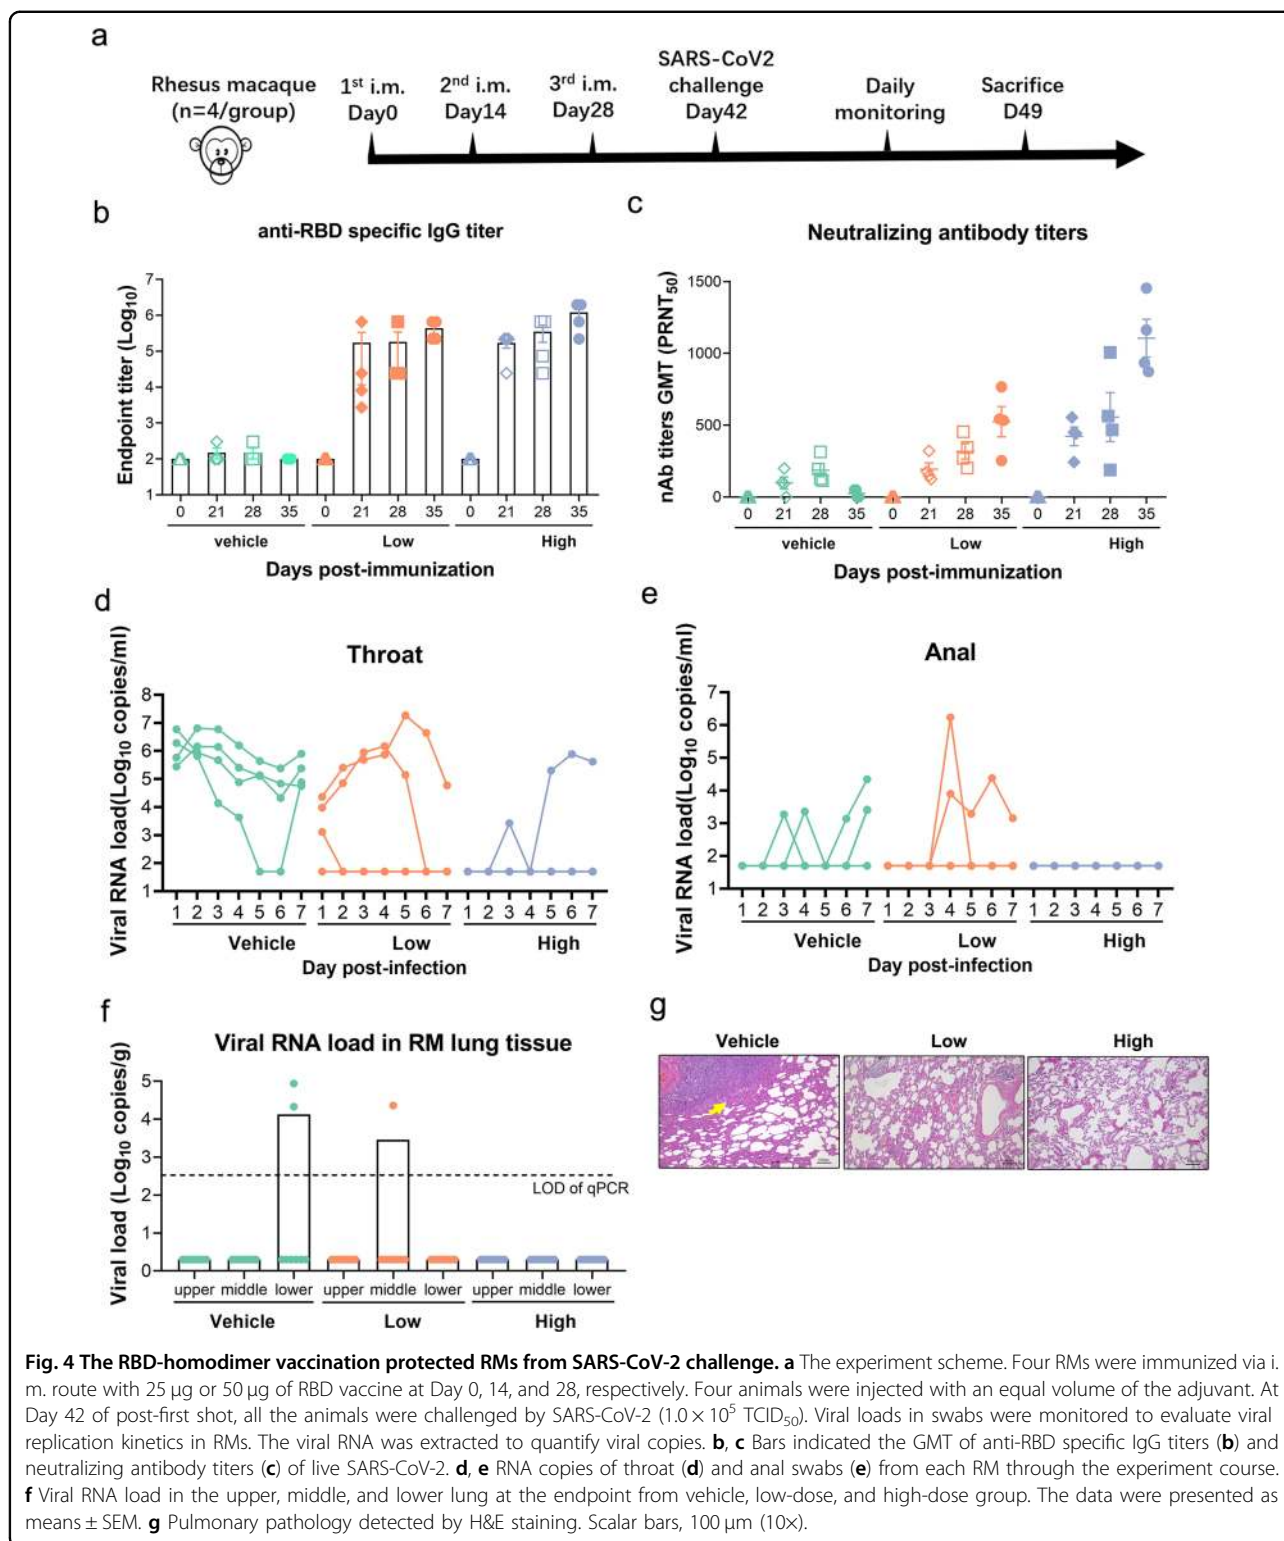 a
Rhesus macaque
(n=4/group)
1st i.m.
Day0
2nd i.m.
Day14
3rd i.m.
Day28
SARS-CoV2
challenge
Day42
Daily
monitoring
Sacrifice
D49
b
anti-RBD specific IgG titer
Endpoint titer (Log10)
7
6
5
4
3
2
1
0 21 28 35 0 21 28 35 0 21 28 35
vehicle Low High
Days post-immunization
c
Neutralizing antibody titers
nAb titers GMT (PRNT50)
1500
1000
500
0
0 21 28 35 0 21 28 35 0 21 28 35
vehicle Low High
Days post-immunization
d
Throat
Viral RNA load(Log10 copies/ml)
8
7
6
5
4
3
2
1
1 2 3 4 5 6 7 1 2 3 4 5 6 7 1 2 3 4 5 6 7
Vehicle Low High
Day post-infection
e
Anal
Viral RNA load(Log10 copies/ml)
7
6
5
4
3
2
1
1 2 3 4 5 6 7 1 2 3 4 5 6 7 1 2 3 4 5 6 7
Vehicle Low High
Day post-infection
f
Viral RNA load in RM lung tissue
Viral load (Log10 copies/g)
5
4
3
2
1
0
LOD of qPCR
upper middle lower upper middle lower upper middle lower
Vehicle Low High
g
Vehicle Low High
Fig. 4 The RBD-homodimer vaccination protected RMs from SARS-CoV-2 challenge. a The experiment scheme. Four RMs were immunized via i.
m. route with 25 μg or 50 μg of RBD vaccine at Day 0, 14, and 28, respectively. Four animals were injected with an equal volume of the adjuvant. At
Day 42 of post-first shot, all the animals were challenged by SARS-CoV-2 (1.0 × 10⁵ TCID50). Viral loads in swabs were monitored to evaluate viral
replication kinetics in RMs. The viral RNA was extracted to quantify viral copies. b, c Bars indicated the GMT of anti-RBD specific IgG titers (b) and
neutralizing antibody titers (c) of live SARS-CoV-2. d, e RNA copies of throat (d) and anal swabs (e) from each RM through the experiment course.
f Viral RNA load in the upper, middle, and lower lung at the endpoint from vehicle, low-dose, and high-dose group. The data were presented as
means ± SEM. g Pulmonary pathology detected by H&E staining. Scalar bars, 100 μm (10×).